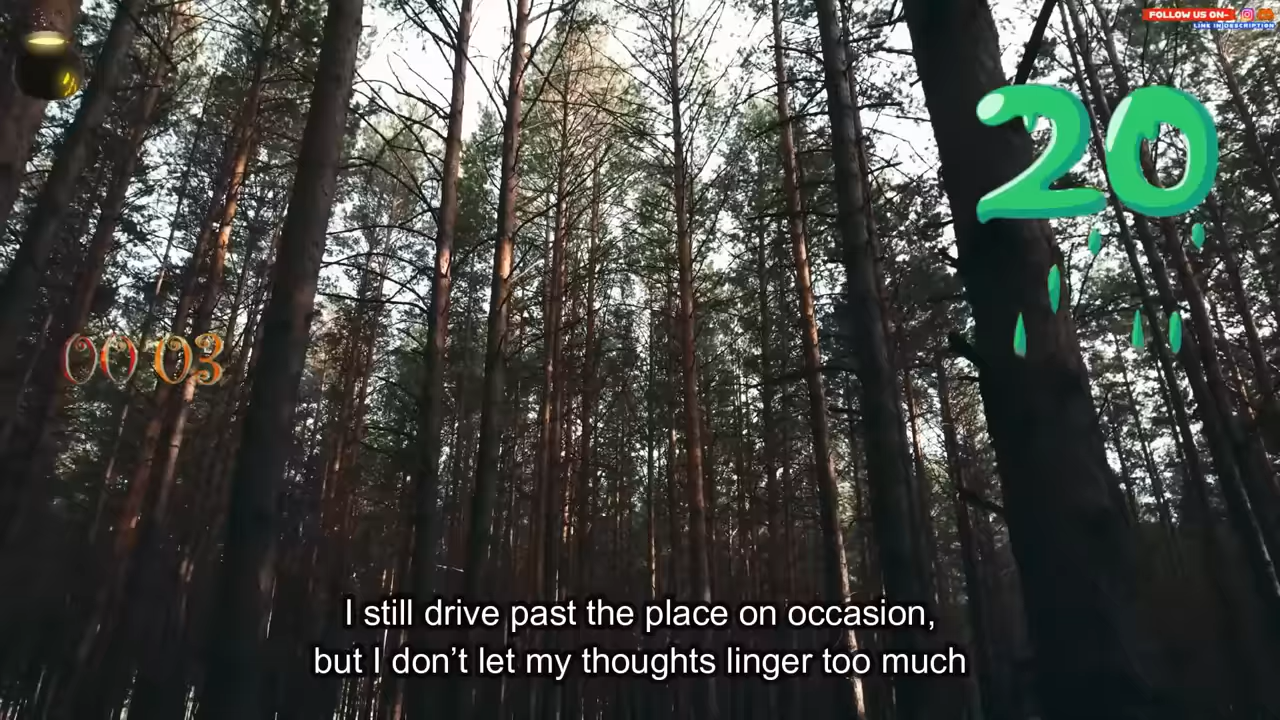 FOLLOW US ON-
LINK IN DESCRIPTION
20
00 03
I still drive past the place on occasion,
but I don’t let my thoughts linger too much